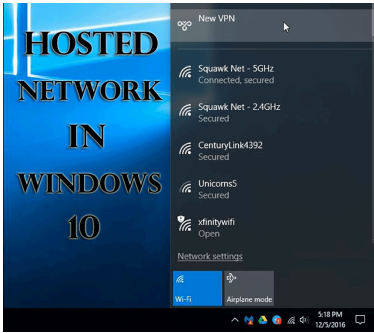 HOSTED
NETWORK
IN
WINDOWS
10
New VPN
Squawk Net - 5GHz
Connected, secured
Squawk Net - 2.4GHz
Secured
CenturyLink4392
Secured
Unicorns5
Secured
xfinitywifi
Open
Network settings
Wi-Fi
Airplane mode
5:18 PM
12/5/2016